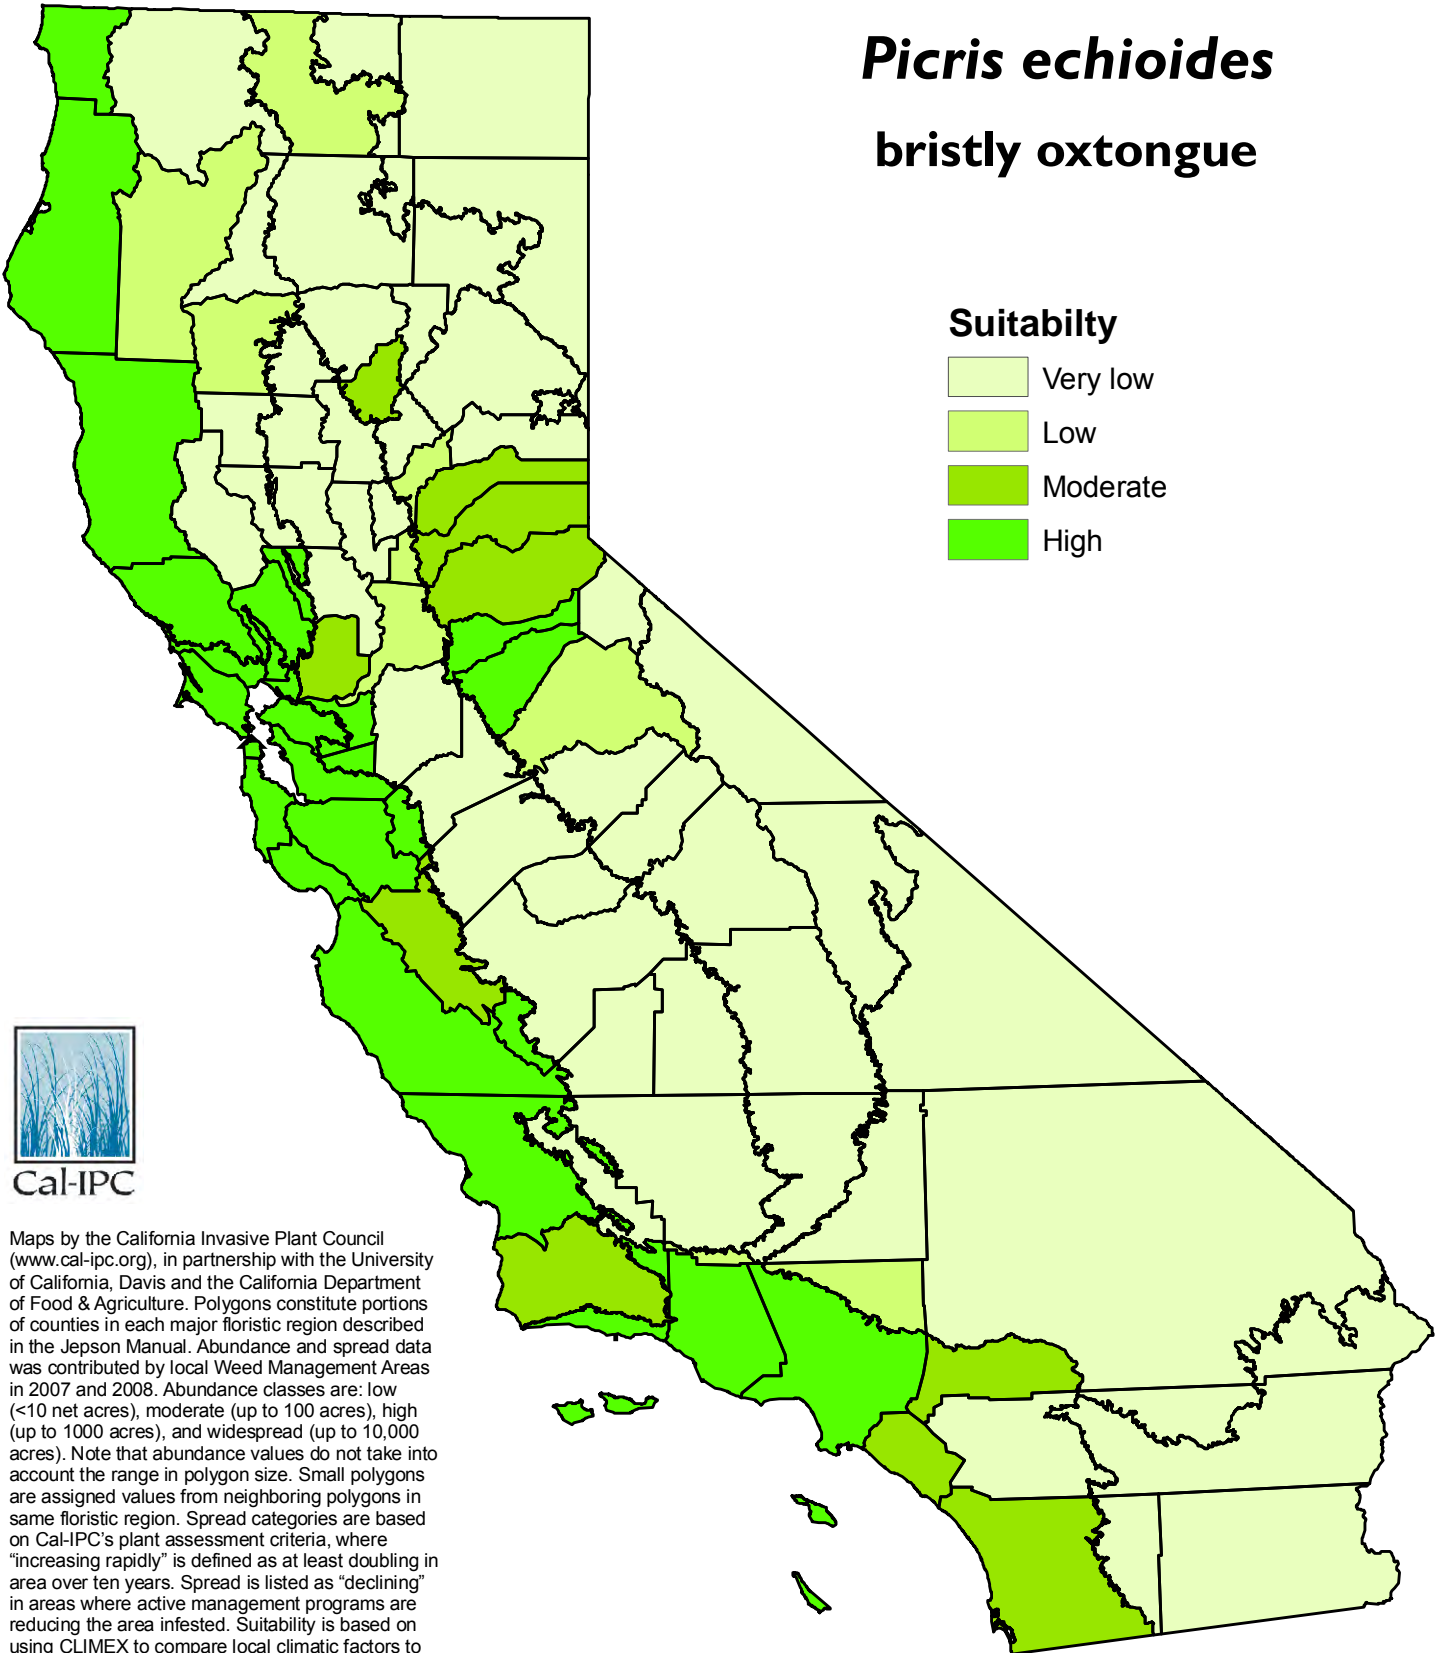 Picris echioides
bristly oxtongue
Suitabilty
Very low
Low
Moderate
High
Cal-IPC
Maps by the California Invasive Plant Council
(www.cal-ipc.org), in partnership with the University
of California, Davis and the California Department
of Food & Agriculture. Polygons constitute portions
of counties in each major floristic region described
in the Jepson Manual. Abundance and spread data
was contributed by local Weed Management Areas
in 2007 and 2008. Abundance classes are: low
(<10 net acres), moderate (up to 100 acres), high
(up to 1000 acres), and widespread (up to 10,000
acres). Note that abundance values do not take into
account the range in polygon size. Small polygons
are assigned values from neighboring polygons in
same floristic region. Spread categories are based
on Cal-IPC's plant assessment criteria, where
“increasing rapidly” is defined as at least doubling in
area over ten years. Spread is listed as “declining”
in areas where active management programs are
reducing the area infested. Suitability is based on
using CLIMEX to compare local climatic factors to